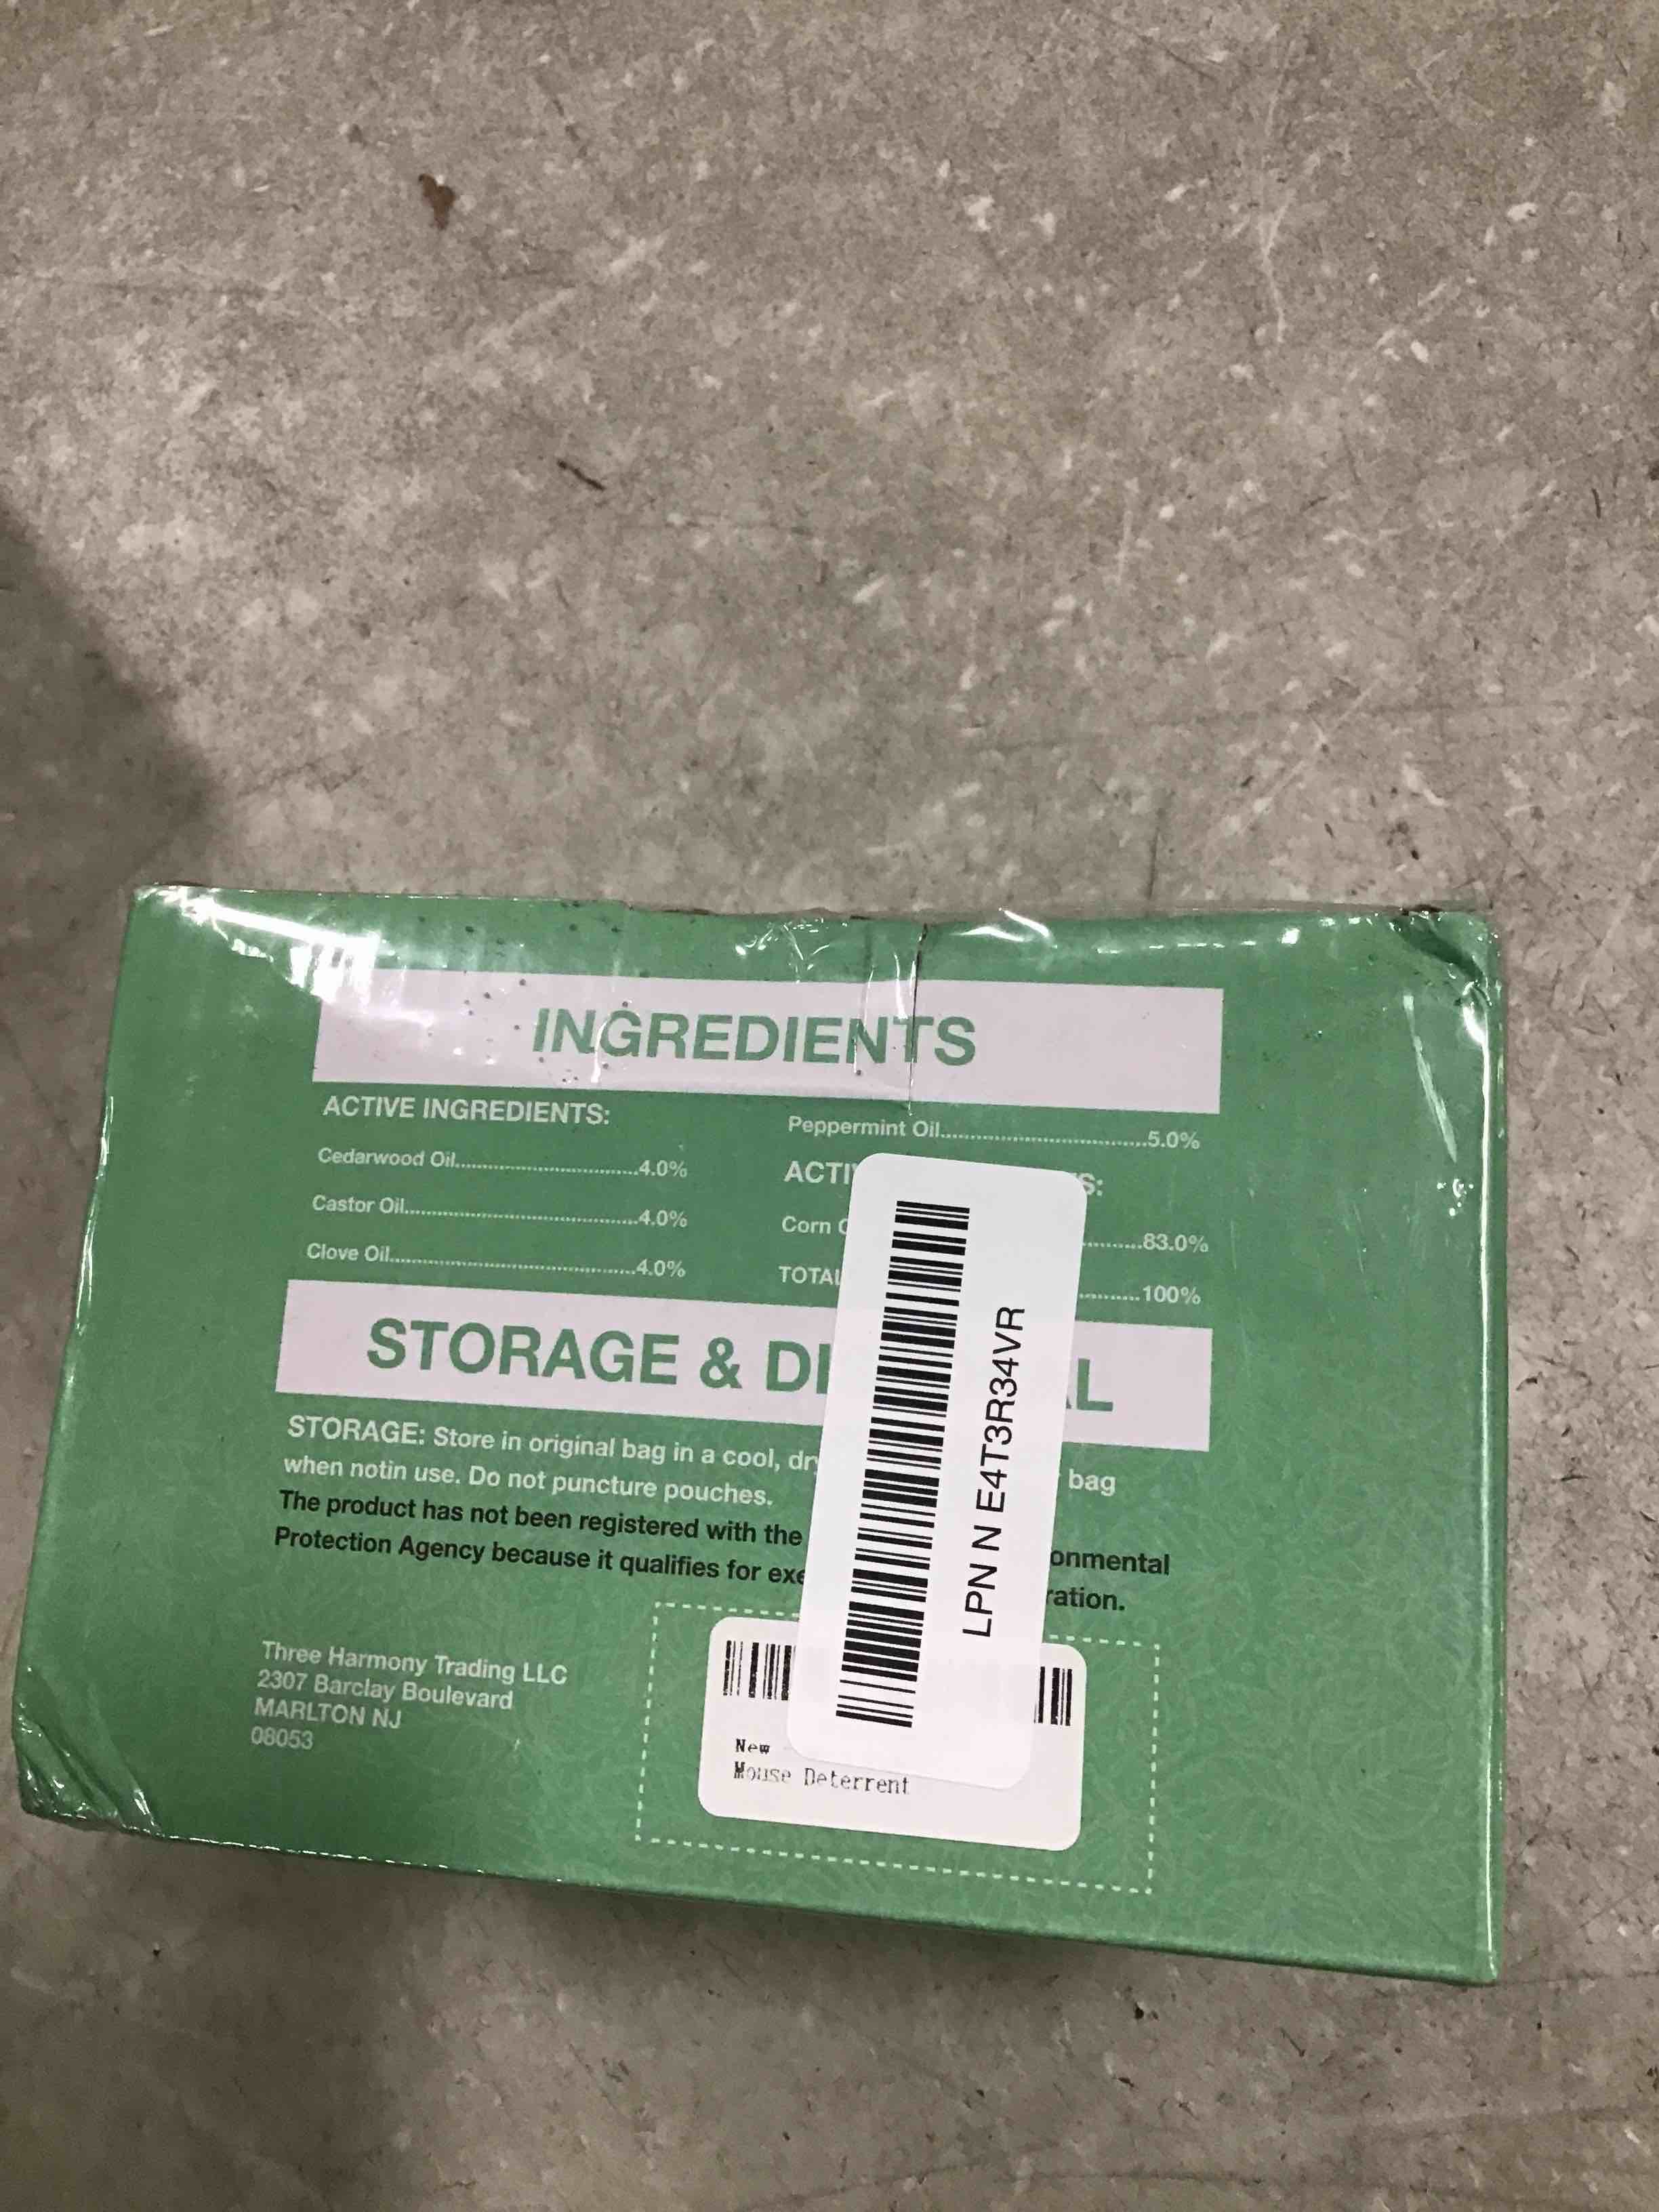 INGREDIENTS
ACTIVE INGREDIENTS:
Cedarwood Oil..................................4.0%
Castor Oil...........................................4.0%
Clove Oil.............................................4.0%
Peppermint Oil......................................5.0%
ACTI S:
Corn ..........83.0%
TOTAL ...........100%
STORAGE & DI AL
STORAGE: Store in original bag in a cool, bag
when notin use. Do not puncture pouches.
The product has not been registered with the onmental
Protection Agency because it qualifies for exe ration.
Three Harmony Trading LLC
2307 Barclay Boulevard
MARLTON NJ
08053
New
Mouse Deterrent
LPN N E4T3R34VR